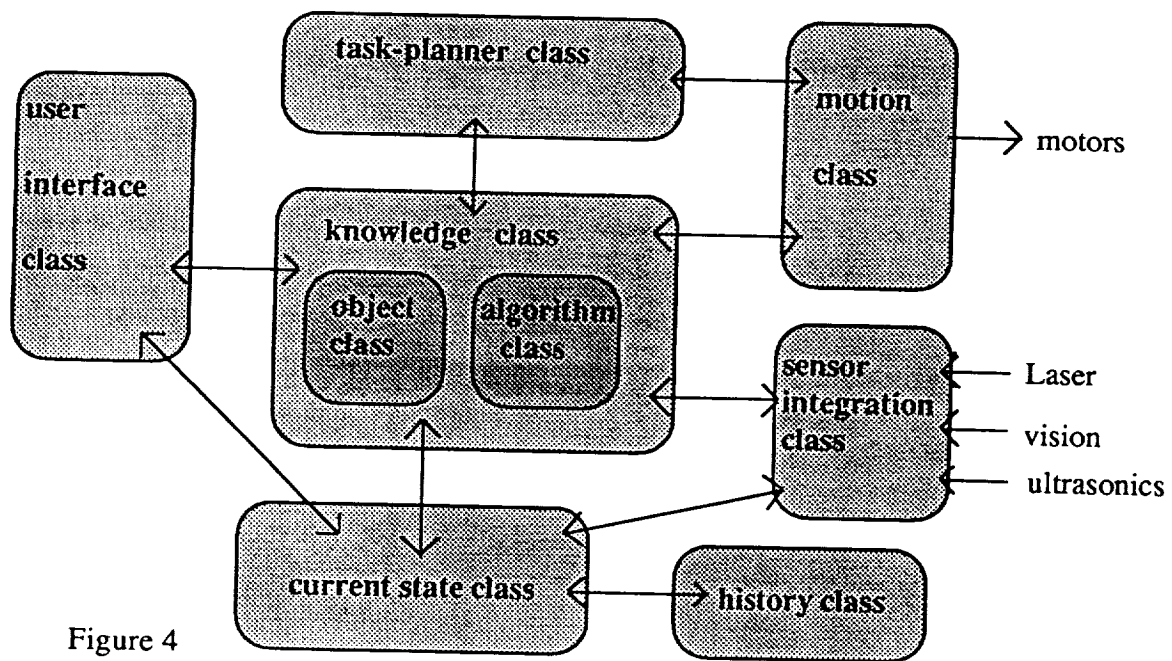 task-planner class
user
interface
class
motion
class
motors
knowledge class
object
class
algorithm
class
sensor
integration
class
Laser
vision
ultrasonics
current state class
history class
Figure 4